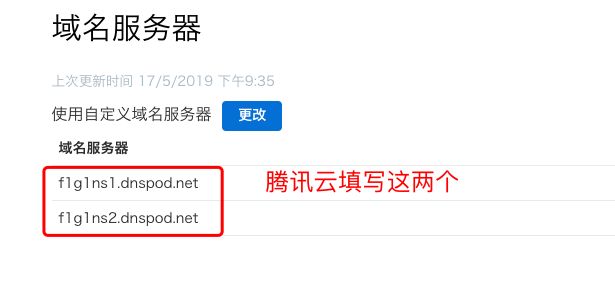 域名服务器
上次更新时间 17/5/2019 下午9:35
使用自定义域名服务器 更改
域名服务器
f1g1ns1.dnspod.net
腾讯云填写这两个
f1g1ns2.dnspod.net